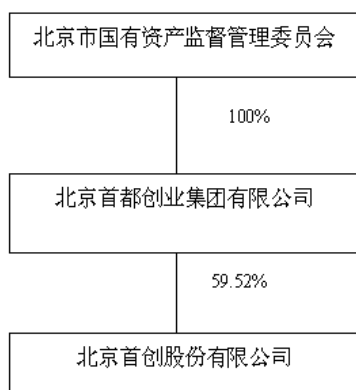 北京市国有资产监督管理委员会
100%
北京首都创业集团有限公司
59.52%
北京首创股份有限公司